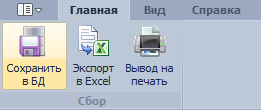 Главная Вид Справка
Сохранить в БД
Экспорт в Excel
Вывод на печать
Сбор